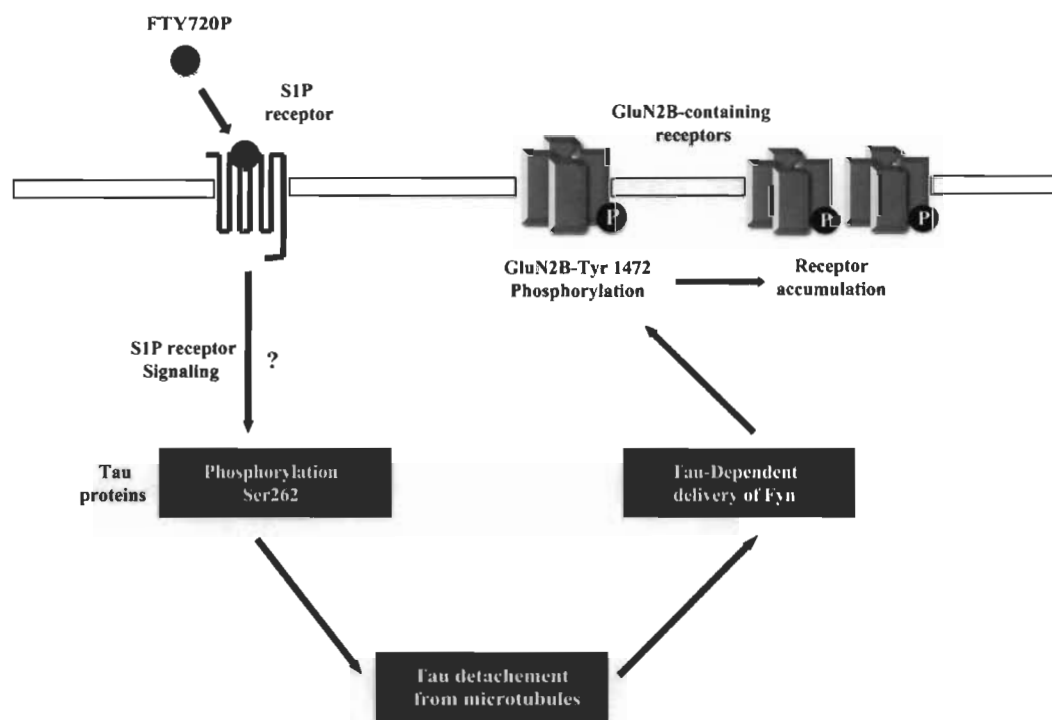 FTY720P
S1P
receptor
GluN2B-containing
receptors
P
P
P
GluN2B-Tyr 1472
Phosphorylation
Receptor
accumulation
S1P receptor
Signaling
?
Tau
proteins
Phosphorylation
Ser262
Tau-Dependent
delivery of Fyn
Tau detachement
from microtubules